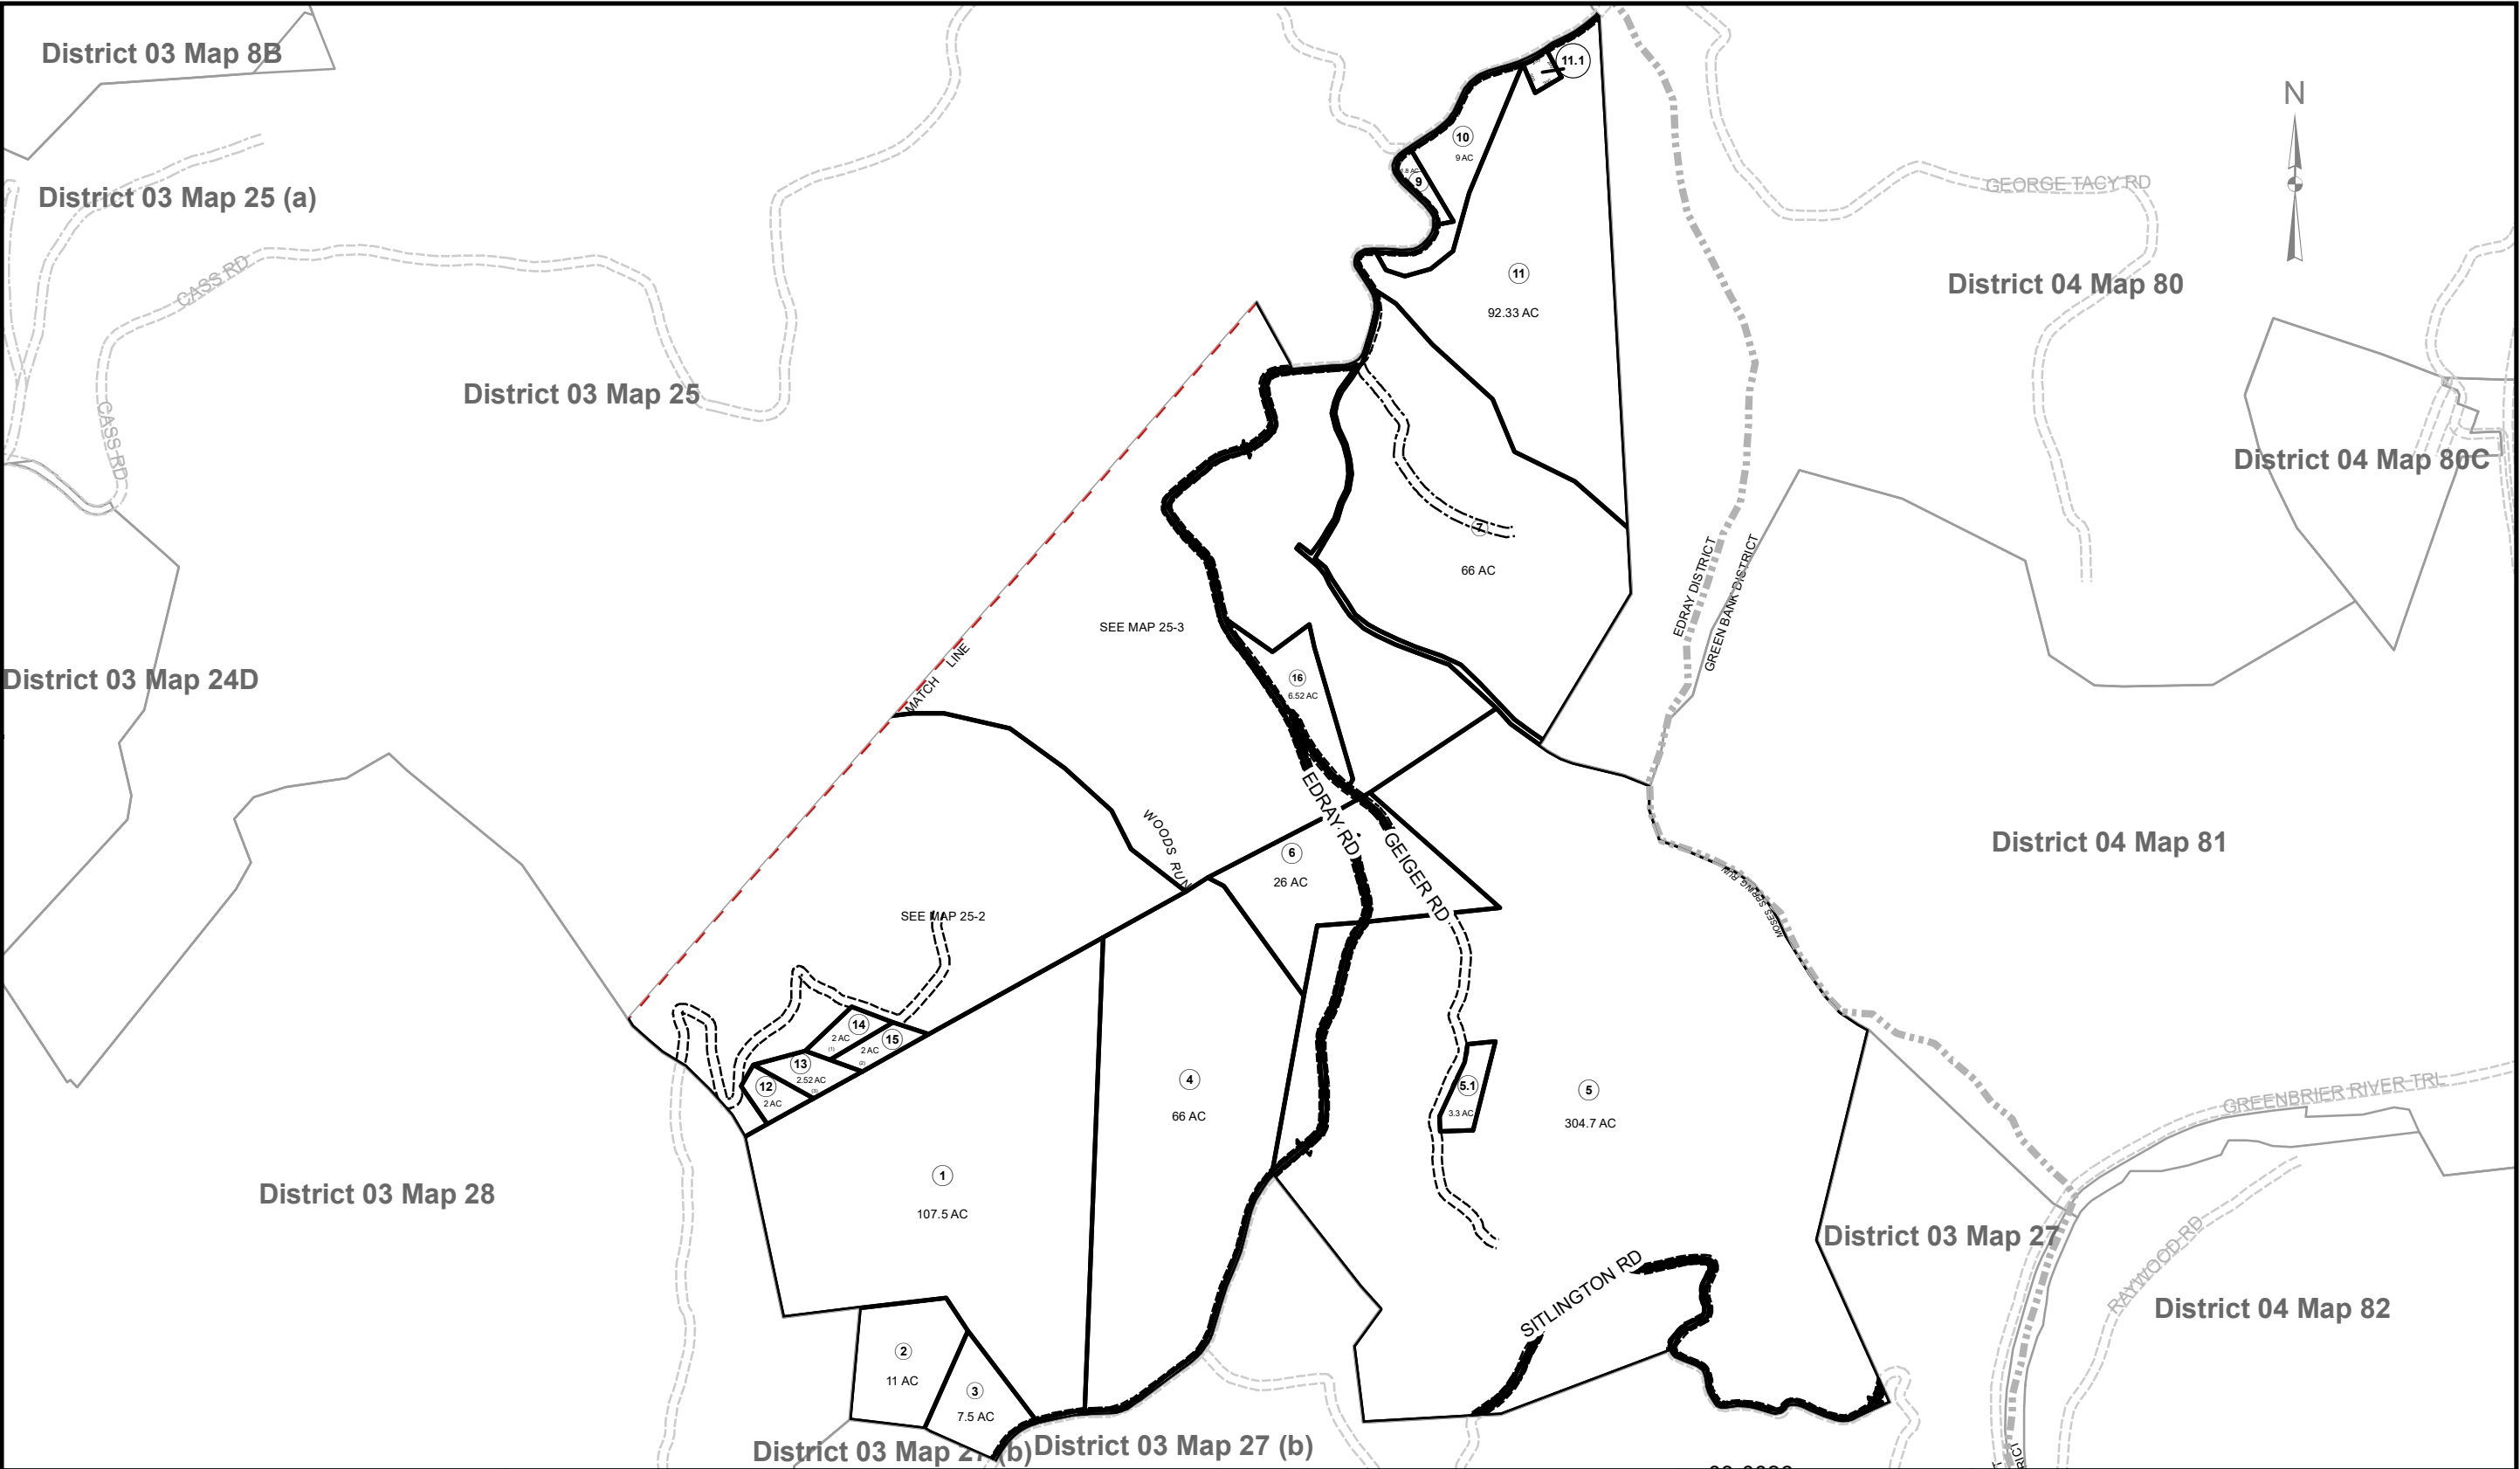 District 03 Map 8B
11.1
N
10
9 AC
9
GEORGE TACY RD
District 03 Map 25 (a)
CASS RD
11
92.33 AC
District 04 Map 80
District 03 Map 25
CASS RD
District 04 Map 80C
7
66 AC
EDRAY DISTRICT
GREEN BANK DISTRICT
SEE MAP 25-3
MATCH LINE
District 03 Map 24D
16
6.52 AC
EDRAY RD
GEIGER RD
WOODS RUN
District 04 Map 81
6
26 AC
MOSES SPRING RUN
SEE MAP 25-2
14
2 AC
(1)
15
2 AC
(2)
13
2.52 AC
(3)
12
2 AC
4
66 AC
5.1
3.3 AC
5
304.7 AC
GREENBRIER RIVER TRL
1
107.5 AC
District 03 Map 28
District 03 Map 27
RAYWOOD RD
SITLINGTON RD
District 04 Map 82
2
11 AC
3
7.5 AC
District 03 Map 27 (b)
District 03 Map 27 (b)